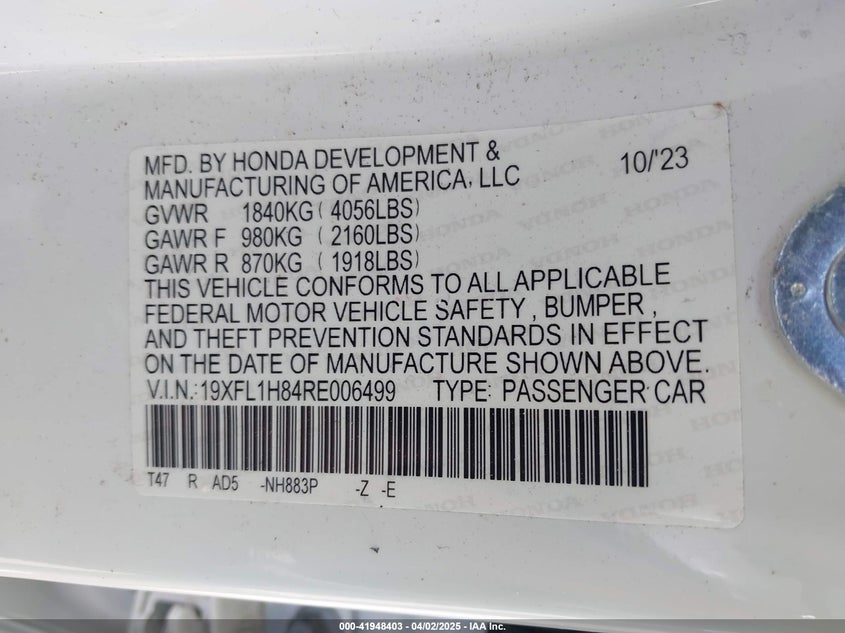 MFD. BY HONDA DEVELOPMENT & 10/'23
MANUFACTURING OF AMERICA, LLC
GVWR 1840KG ( 4056LBS)
GAWR F 980KG ( 2160LBS)
GAWR R 870KG ( 1918LBS)
THIS VEHICLE CONFORMS TO ALL APPLICABLE
FEDERAL MOTOR VEHICLE SAFETY , BUMPER ,
AND THEFT PREVENTION STANDARDS IN EFFECT
ON THE DATE OF MANUFACTURE SHOWN ABOVE.
V.I.N.:19XFL1H84RE006499 TYPE: PASSENGER CAR
T47 R AD5 -NH883P -Z -E
000-41948403 - 04/02/2025 - IAA Inc.